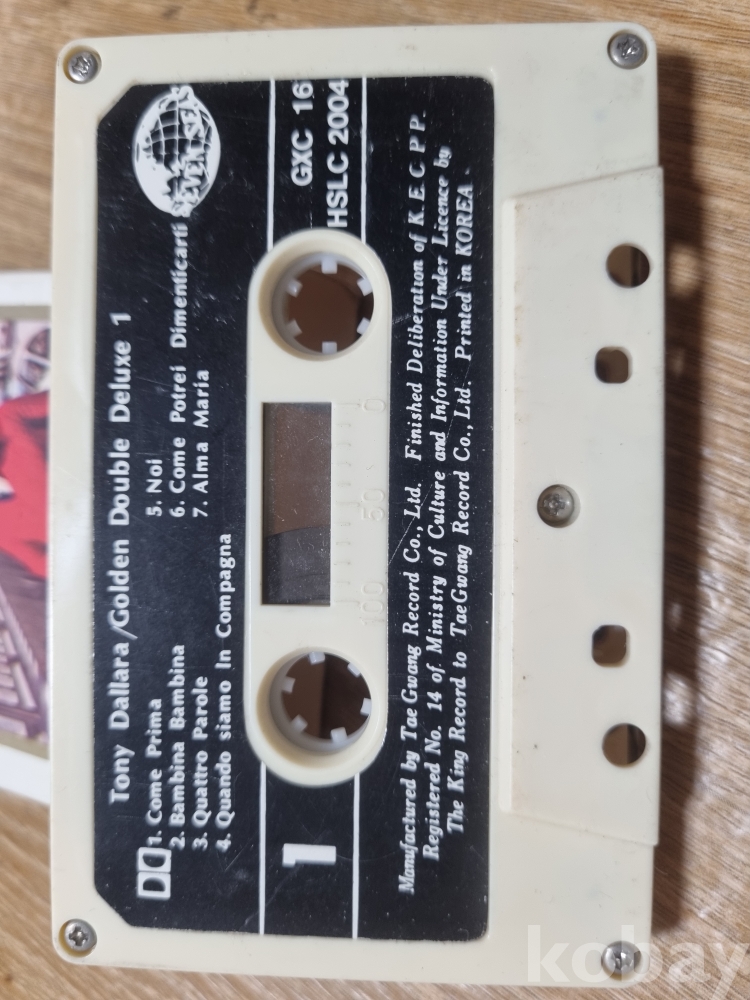 Tony Dallara/Golden Double Deluxe 1
1. Come Prima
2. Bambina Bambina
3. Quattro Parole
4. Quando siamo In Compagna
5. Noi
6. Come Potrei Dimenticarti
7. Alma Maria
SEVEN SEAS
GXC 16
HSLC 2004
1
100 50 0
Manufactured by Tae Gwang Record Co., Ltd. Finished Deliberation of K. E. C. P P.
Registered No. 14 of Ministry of Culture and Information Under Licence by
The King Record to TaeGwang Record Co., Ltd. Printed in KOREA.
kobay